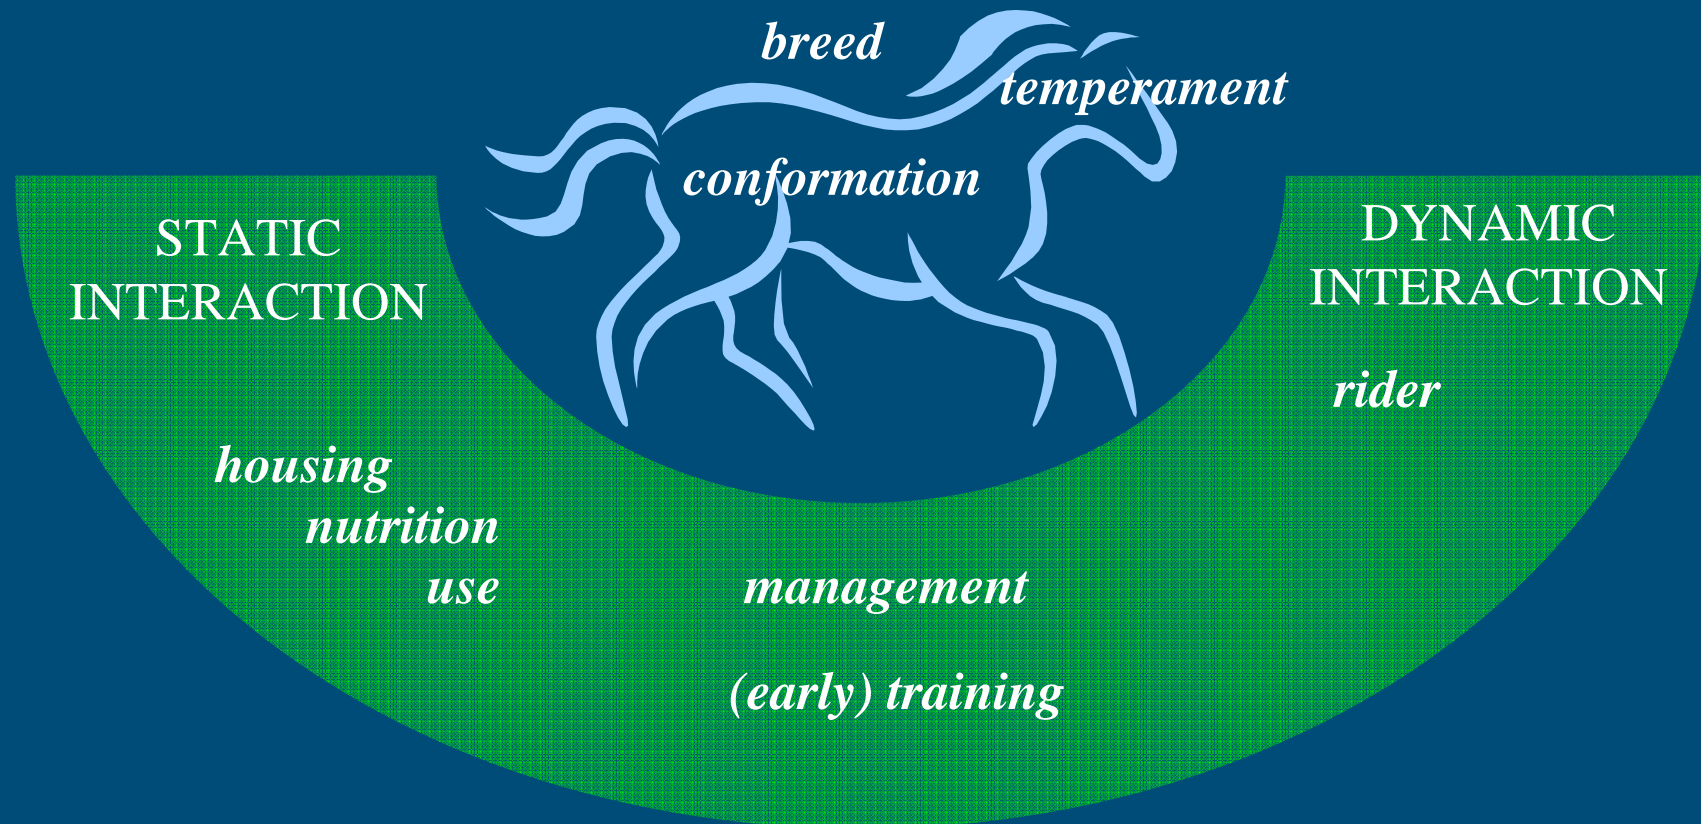 breed
temperament
conformation
STATIC
INTERACTION
DYNAMIC
INTERACTION
rider
housing
nutrition
use
management
(early) training